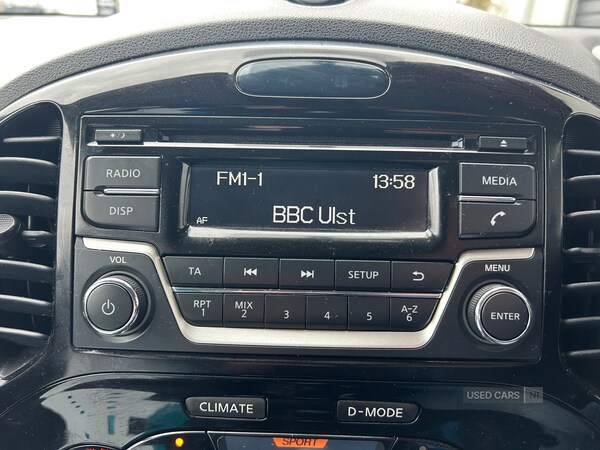 FM1-1 13:58
AF BBC Ulst
RADIO
DISP
MEDIA
VOL
MENU
TA SETUP
RPT 1 MIX 2 3 4 5 A-Z 6
ENTER
CLIMATE D-MODE
SPORT
USED CARS NI